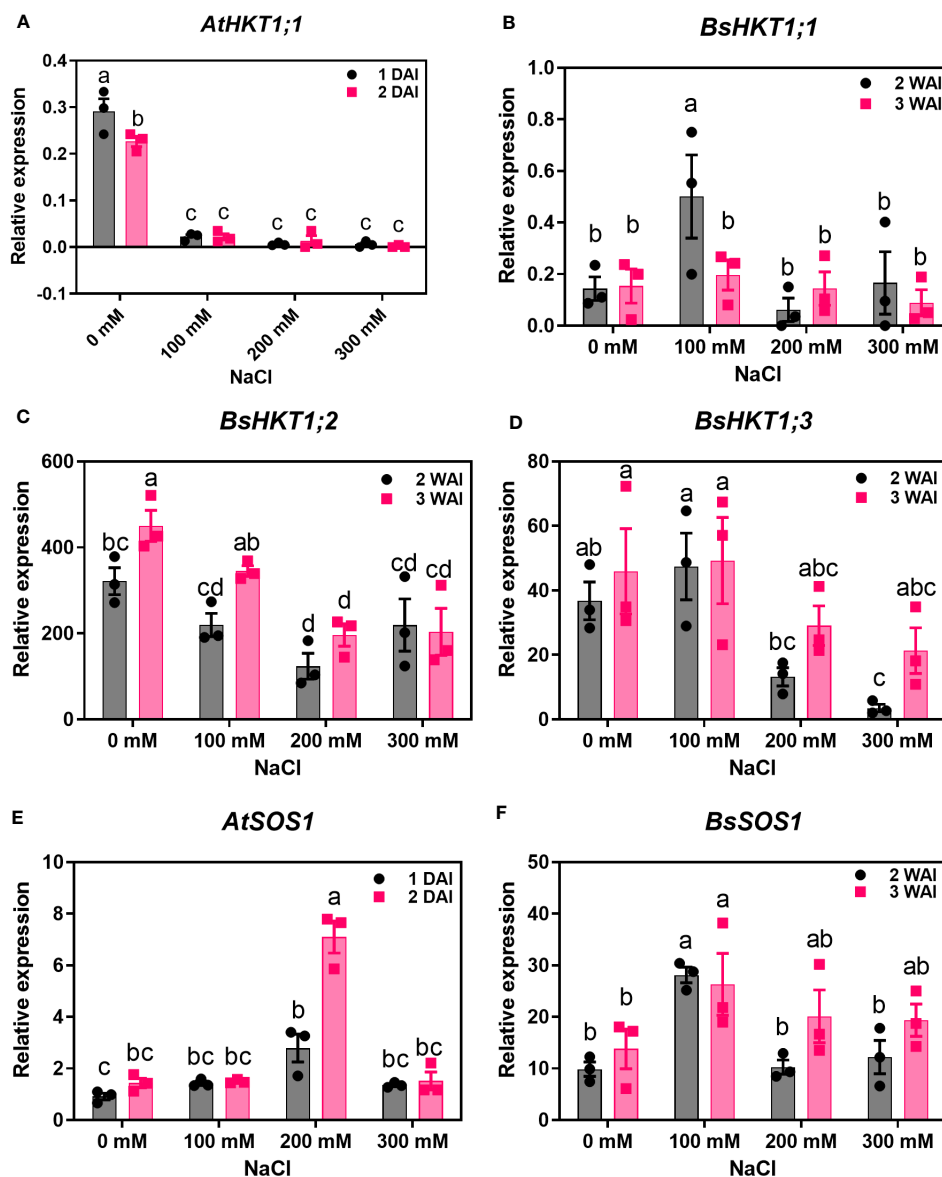 A
AtHKT1;1
Relative expression
0.4
0.3
0.2
0.1
0.0
-0.1
1 DAI
2 DAI
a
b
c c
c c
c c
0 mM
100 mM
200 mM
300 mM
NaCl
B
BsHKT1;1
Relative expression
1.0
0.8
0.6
0.4
0.2
0.0
2 WAI
3 WAI
b b
a b
b b
b b
0 mM 100 mM 200 mM 300 mM
NaCl
C
BsHKT1;2
Relative expression
600
400
200
0
2 WAI
3 WAI
bc a
cd ab
d d
cd cd
0 mM 100 mM 200 mM 300 mM
NaCl
D
BsHKT1;3
Relative expression
80
60
40
20
0
2 WAI
3 WAI
ab a
a a
bc abc
c abc
0 mM 100 mM 200 mM 300 mM
NaCl
E
AtSOS1
Relative expression
10
8
6
4
2
0
1 DAI
2 DAI
c bc
bc bc
b a
bc bc
0 mM 100 mM 200 mM 300 mM
NaCl
F
BsSOS1
Relative expression
50
40
30
20
10
0
2 WAI
3 WAI
b b
a a
b ab
b ab
0 mM 100 mM 200 mM 300 mM
NaCl